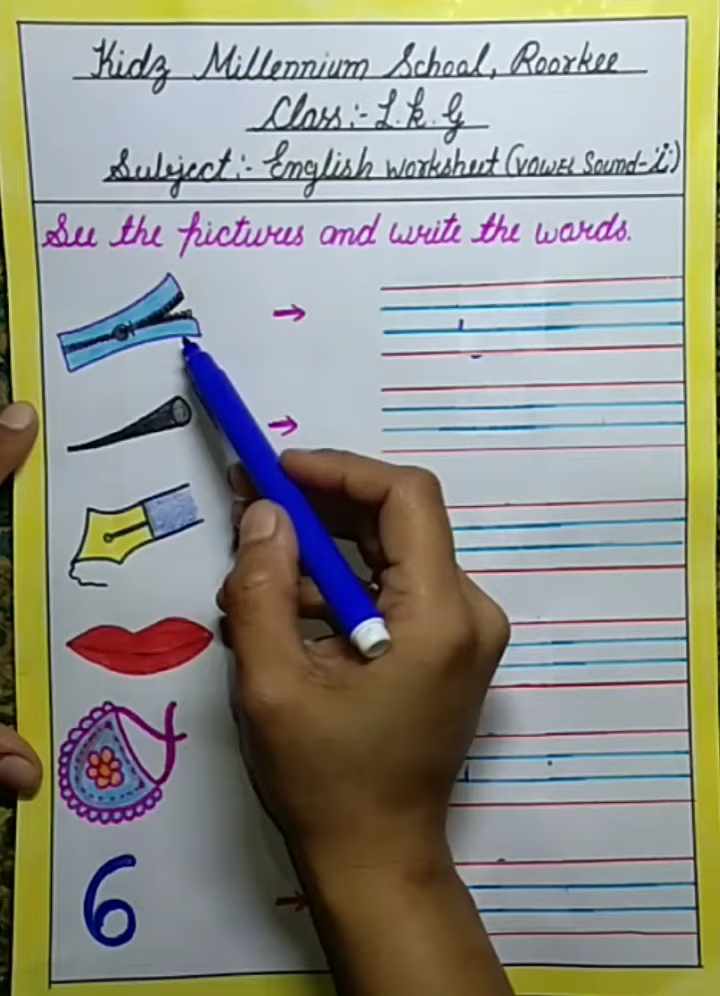 Kidz Millennium School, Roorkee
Class:- L.K.G
Subject:- English Worksheet (VOWEL Sound-i)
See the pictures and write the words.
6